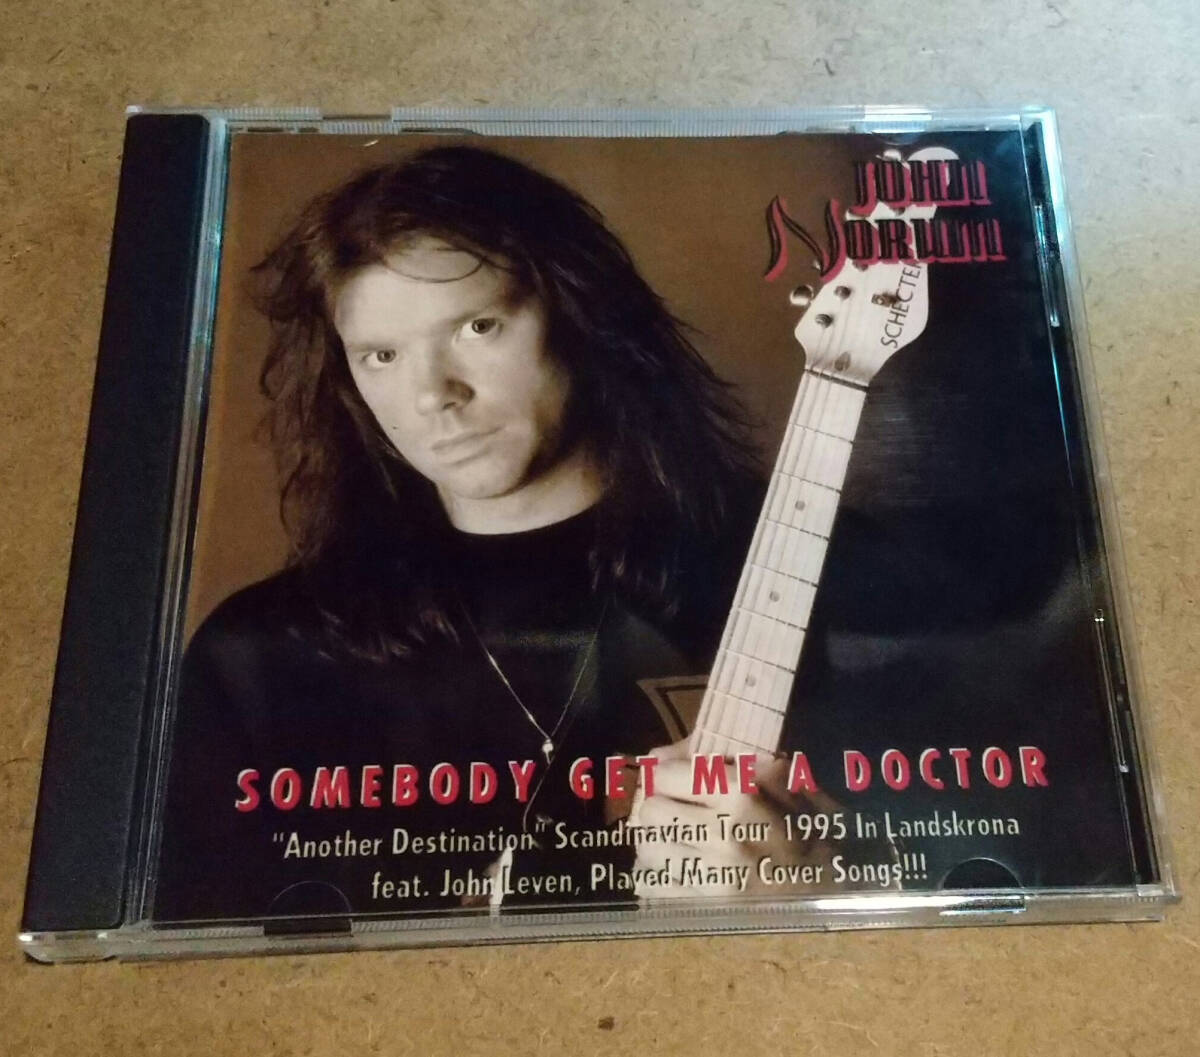 JOHN
NORUM
SCHECTER
SOMEBODY GET ME A DOCTOR
"Another Destination" Scandinavian Tour 1995 In Landskrona
feat. John Leven, Played Many Cover Songs!!!